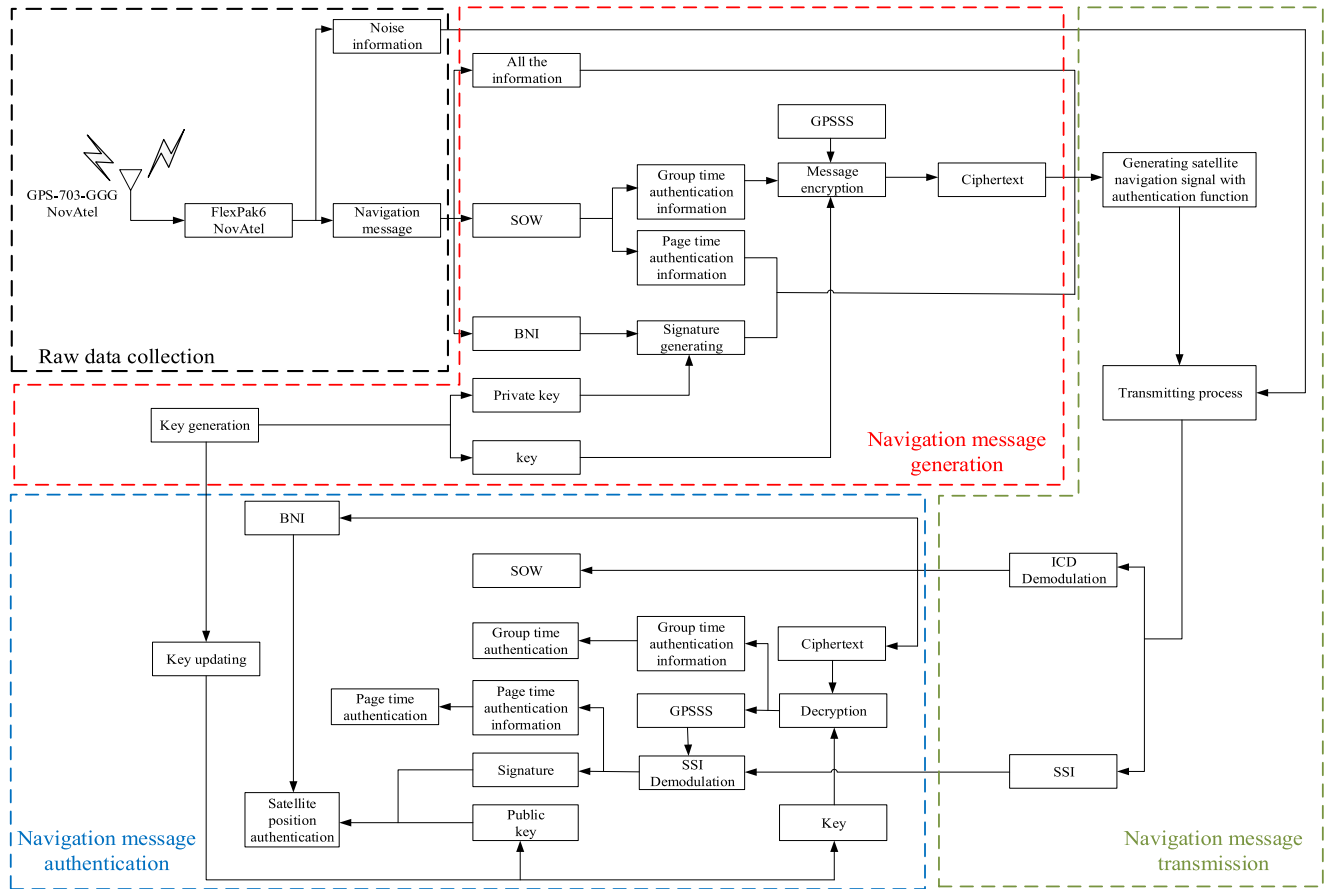 Noise
information
All the
information
GPSSS
GPS-703-GGG
NovAtel
FlexPak6
NovAtel
Navigation
message
SOW
Group time
authentication
information
Message
encryption
Ciphertext
Generating satellite
navigation signal with
authentication function
Page time
authentication
information
BNI
Signature
generating
Raw data collection
Private key
Transmitting process
Key generation
key
Navigation message
generation
BNI
SOW
ICD
Demodulation
Group time
authentication
Group time
authentication
information
Ciphertext
Key updating
Page time
authentication
Page time
authentication
information
GPSSS
Decryption
Signature
SSI
Demodulation
SSI
Satellite
position
authentication
Public
key
Key
Navigation message
authentication
Navigation message
transmission